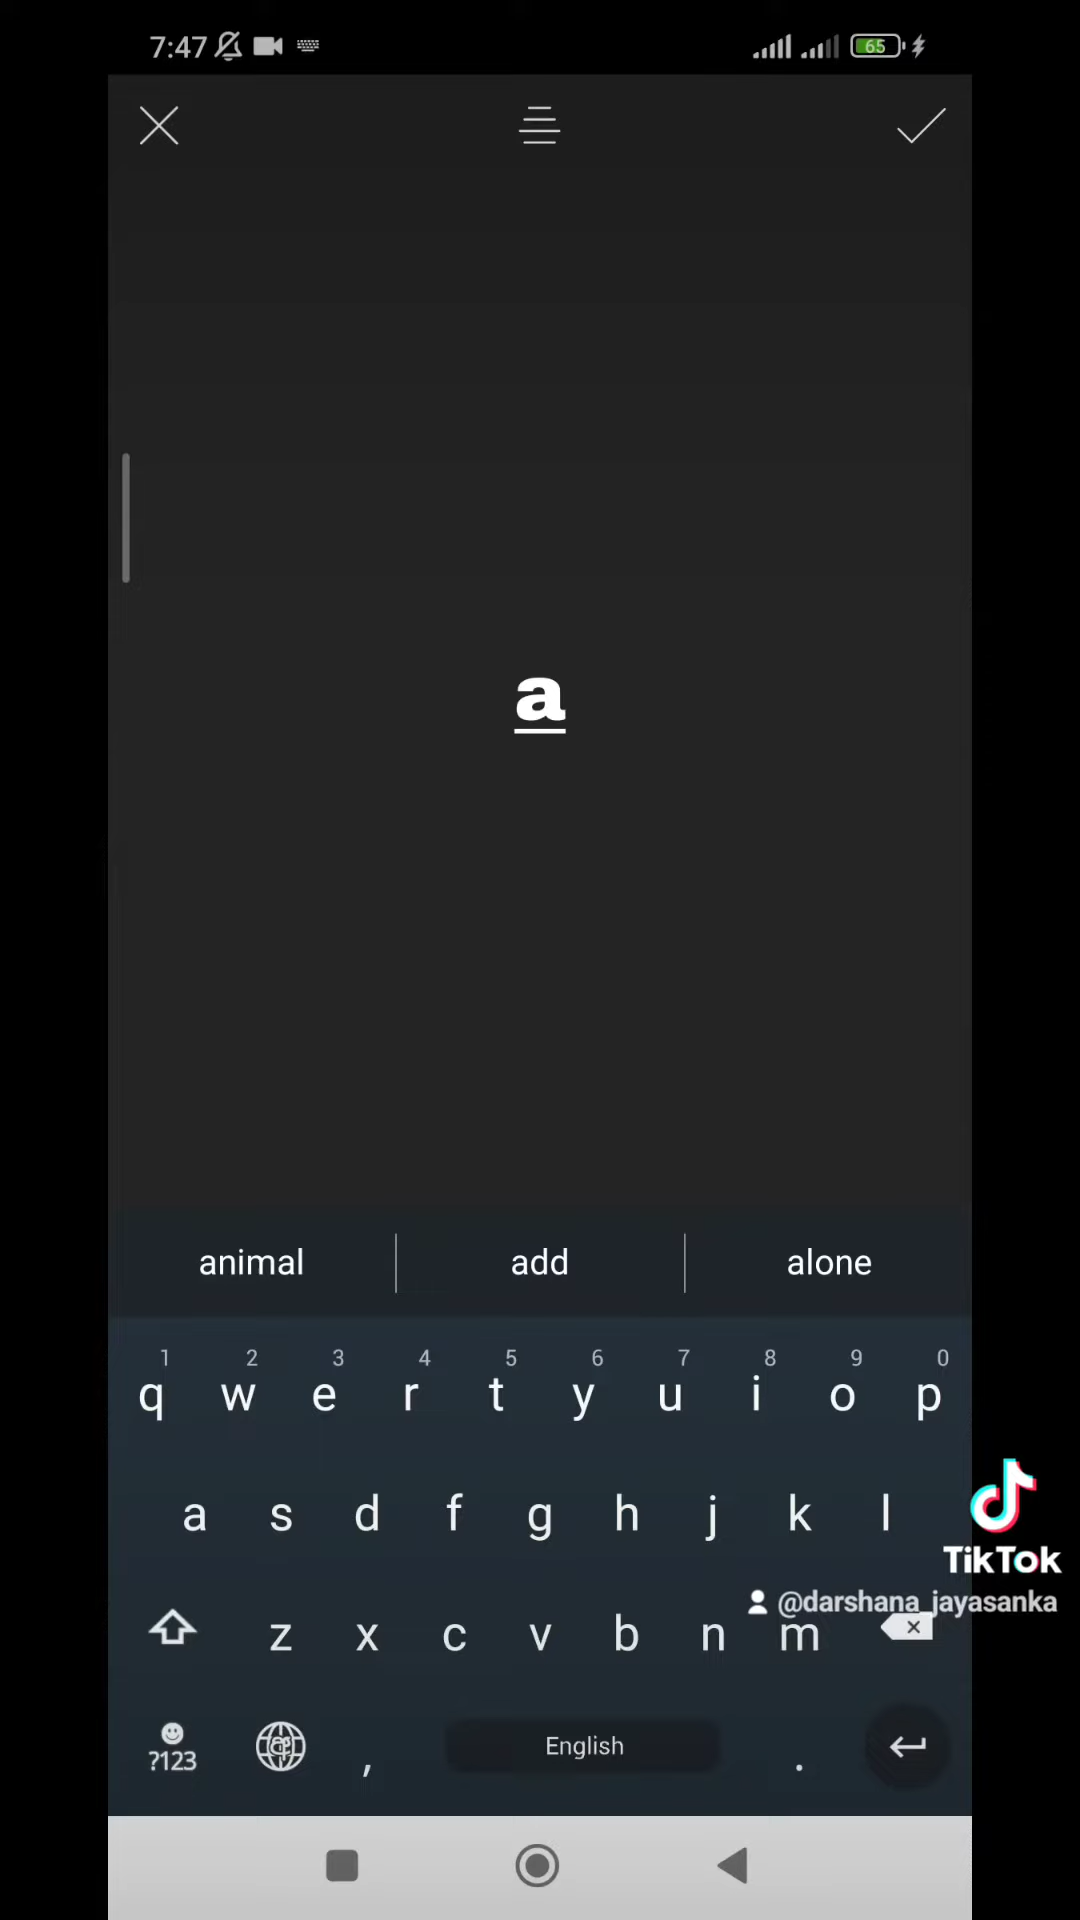 7:47 65
a
animal add alone
1 2 3 4 5 6 7 8 9 0
q w e r t y u i o p
a s d f g h j k l
TikTok
@darshana_jayasanka
z x c v b n m
?123 , English .